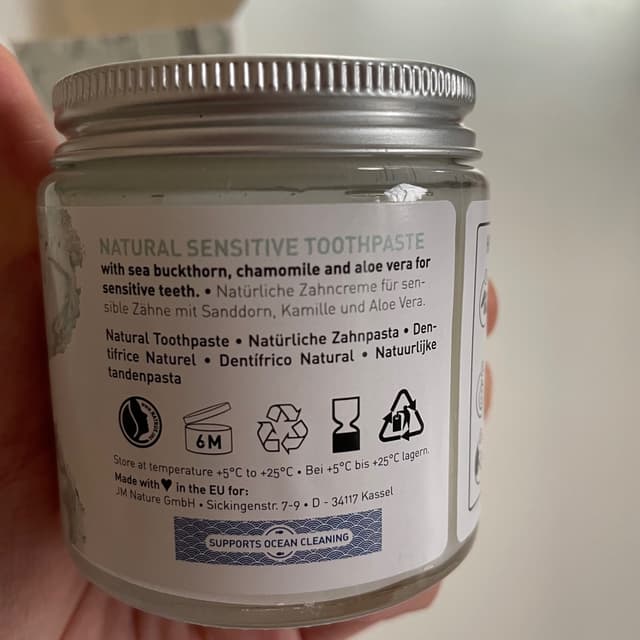 NATURAL SENSITIVE TOOTHPASTE
with sea buckthorn, chamomile and aloe vera for
sensitive teeth. • Natürliche Zahncreme für sen-
sible Zähne mit Sanddorn, Kamille und Aloe Vera.
Natural Toothpaste • Natürliche Zahnpasta • Den-
tifrice Naturel • Dentífrico Natural • Natuurlijke
tandenpasta
6M
Store at temperature +5°C to +25°C • Bei +5°C bis +25°C lagern.
Made with ♥ in the EU for:
JM Nature GmbH • Sickingenstr. 7-9 • D - 34117 Kassel
SUPPORTS OCEAN CLEANING